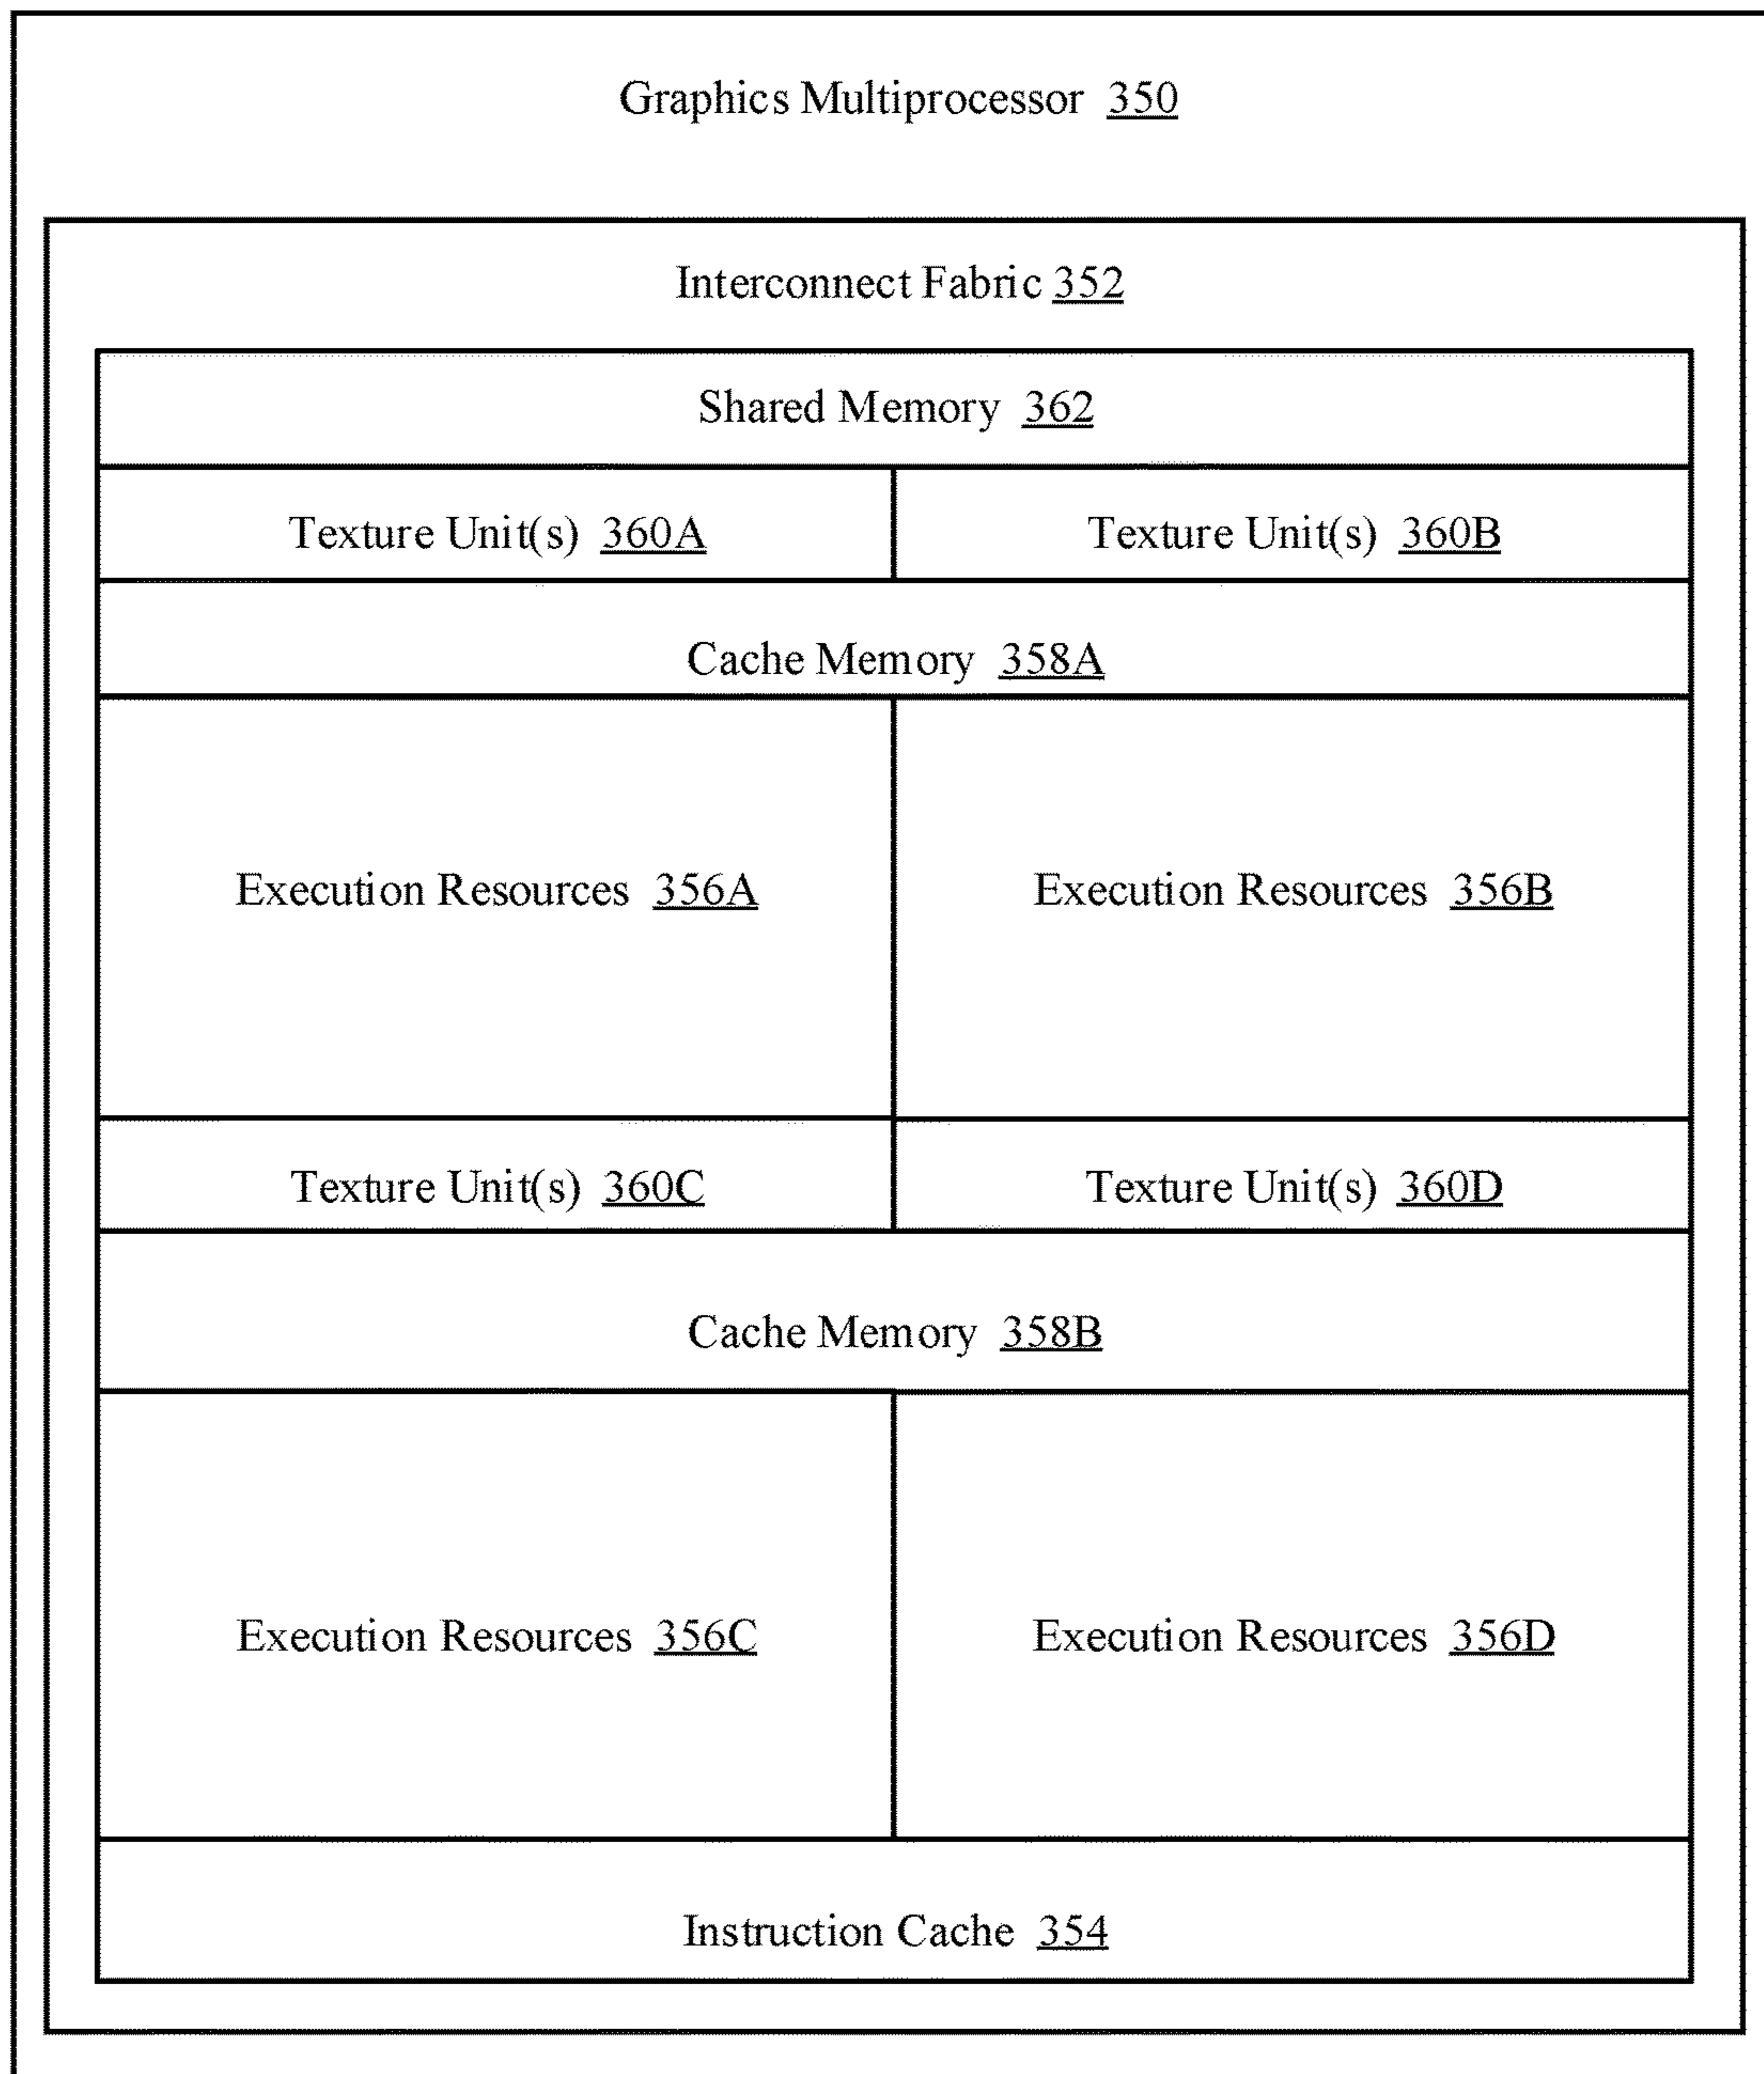 Graphics Multiprocessor 350
Interconnect Fabric 352
Shared Memory 362
Texture Unit(s) 360A
Texture Unit(s) 360B
Cache Memory 358A
Execution Resources 356A
Execution Resources 356B
Texture Unit(s) 360C
Texture Unit(s) 360D
Cache Memory 358B
Execution Resources 356C
Execution Resources 356D
Instruction Cache 354